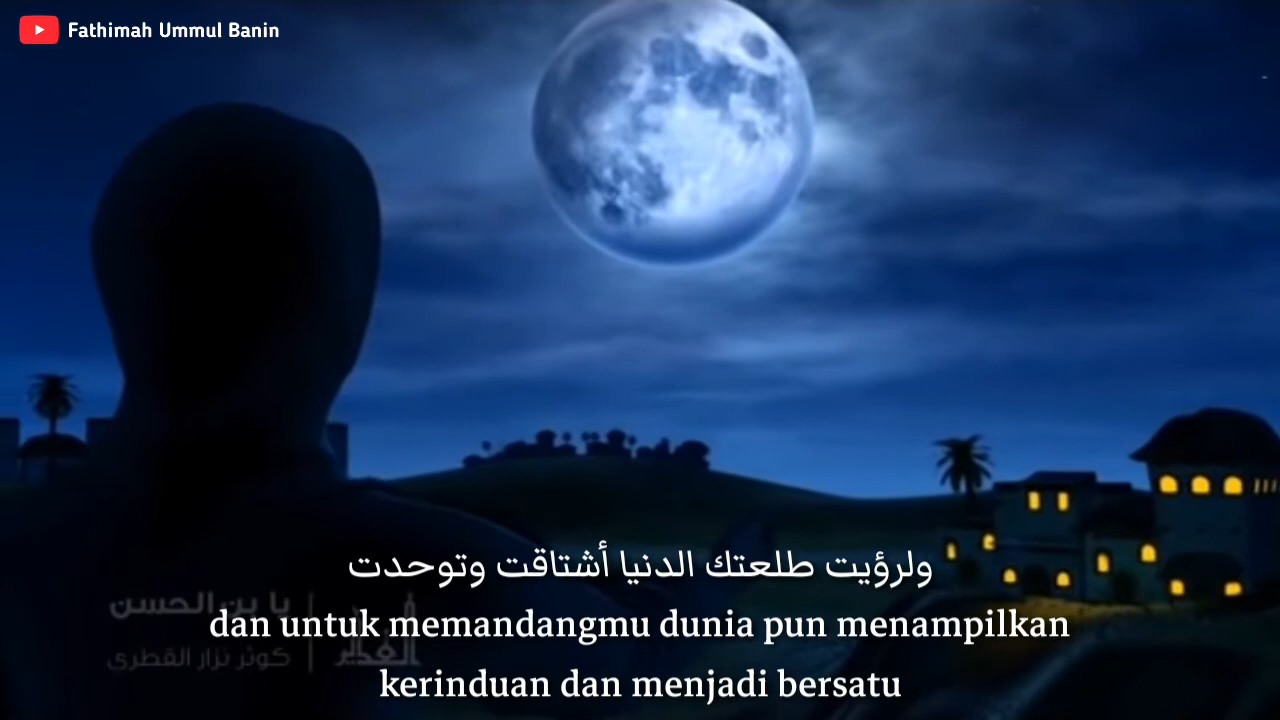 Fathimah Ummul Banin
ولرؤيت طلعتك الدنيا أشتاقت وتوحدت
يا بن الحسن
dan untuk memandangmu dunia pun menampilkan
كوثر نزار القطري
kerinduan dan menjadi bersatu